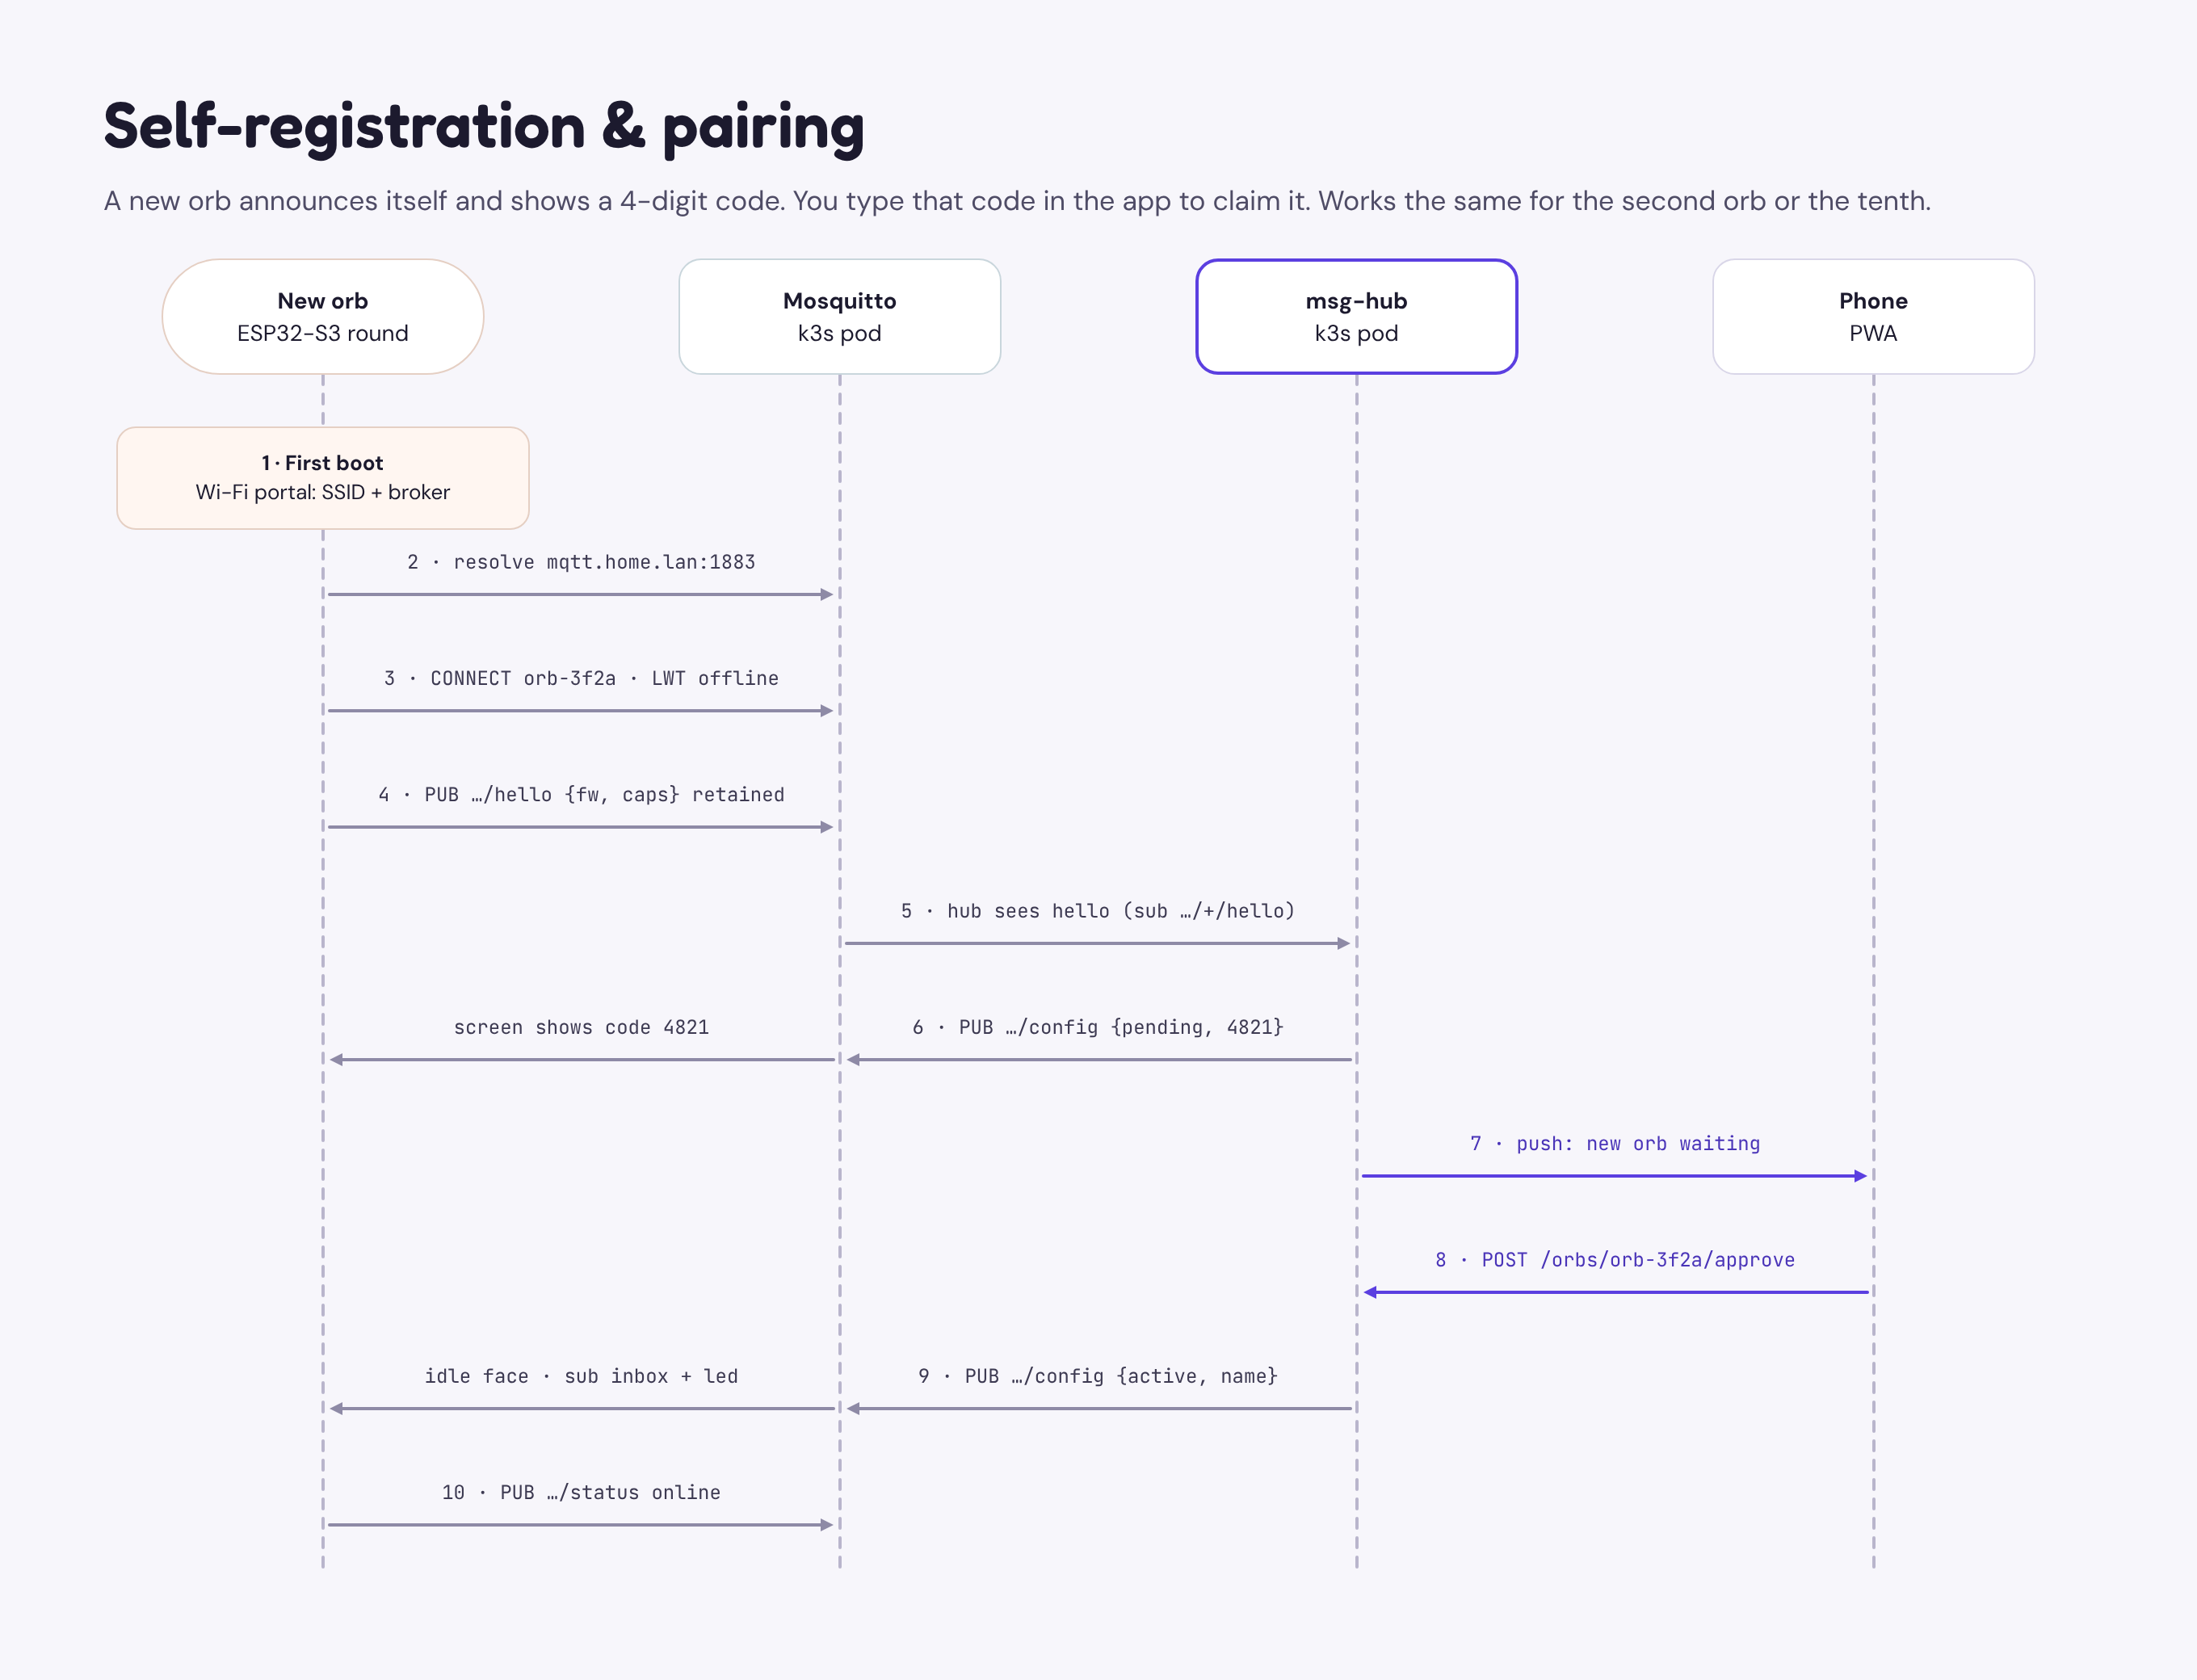 Self-registration & pairing
A new orb announces itself and shows a 4-digit code. You type that code in the app to claim it. Works the same for the second orb or the tenth.
New orb
ESP32-S3 round
Mosquitto
k3s pod
msg-hub
k3s pod
Phone
PWA
1 · First boot
Wi-Fi portal: SSID + broker
2 · resolve mqtt.home.lan:1883
3 · CONNECT orb-3f2a · LWT offline
4 · PUB …/hello {fw, caps} retained
5 · hub sees hello (sub …/+/hello)
screen shows code 4821
6 · PUB …/config {pending, 4821}
7 · push: new orb waiting
8 · POST /orbs/orb-3f2a/approve
idle face · sub inbox + led
9 · PUB …/config {active, name}
10 · PUB …/status online